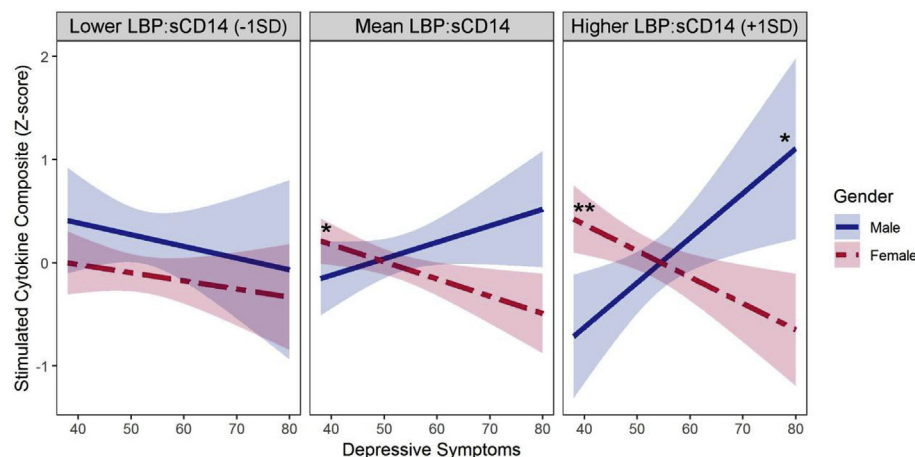 Lower LBP:sCD14 (-1SD)
Mean LBP:sCD14
Higher LBP:sCD14 (+1SD)
Stimulated Cytokine Composite (Z-score)
2
1
0
-1
*
**
*
40 50 60 70 80
40 50 60 70 80
40 50 60 70 80
Depressive Symptoms
Gender
Male
Female